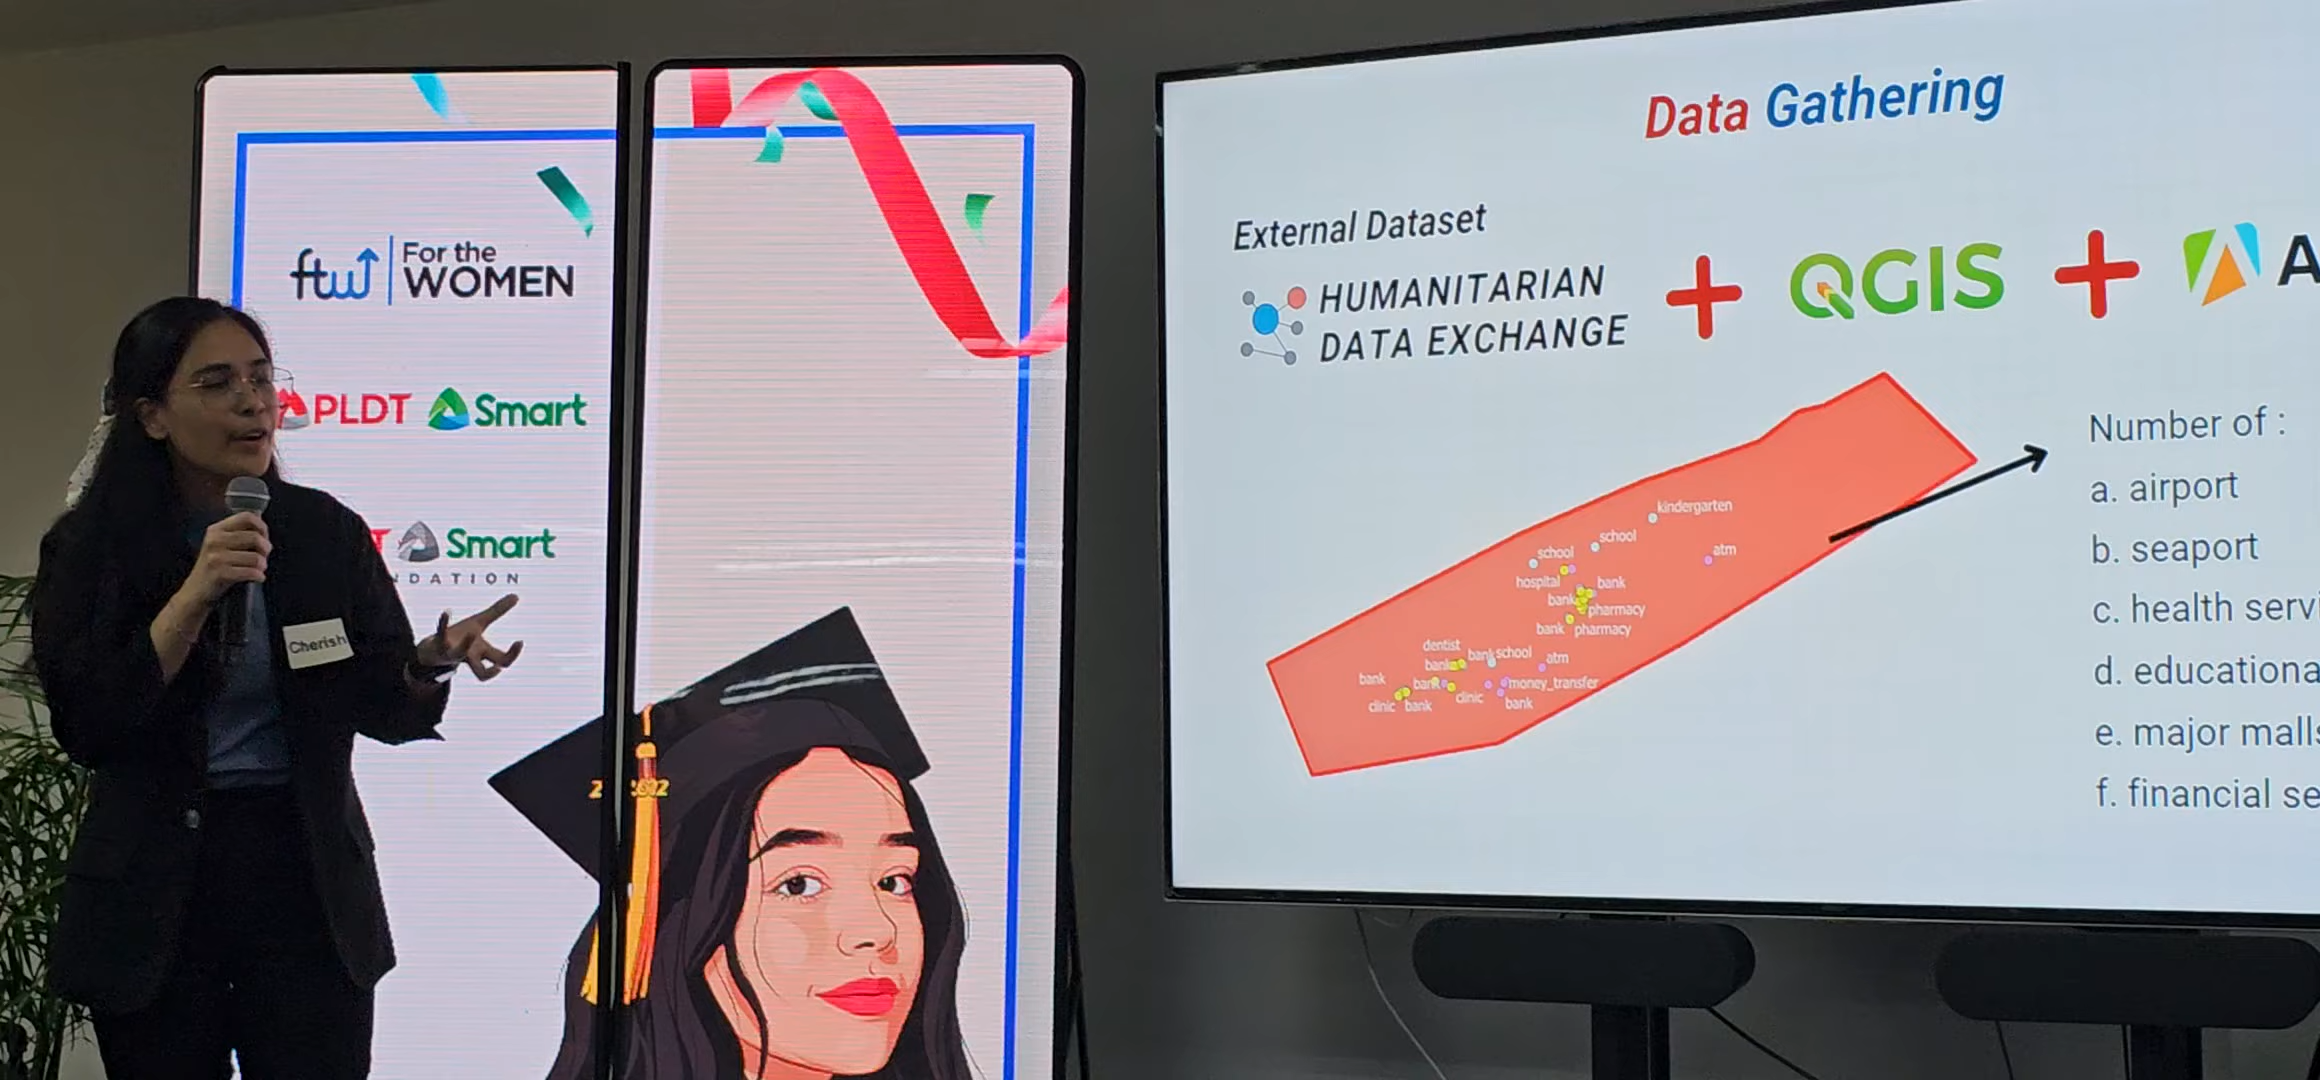 ftw For the
WOMEN
PLDT Smart
Smart
NDATION
Cherish
Data Gathering
External Dataset
HUMANITARIAN
DATA EXCHANGE
+ QGIS + A
kindergarten
school
school
atm
hospital
bank
bank
pharmacy
bank pharmacy
dentist
bank bank school atm
bank bank money_transfer
clinic bank clinic bank
Number of :
a. airport
b. seaport
c. health servi
d. educationa
e. major malls
f. financial se